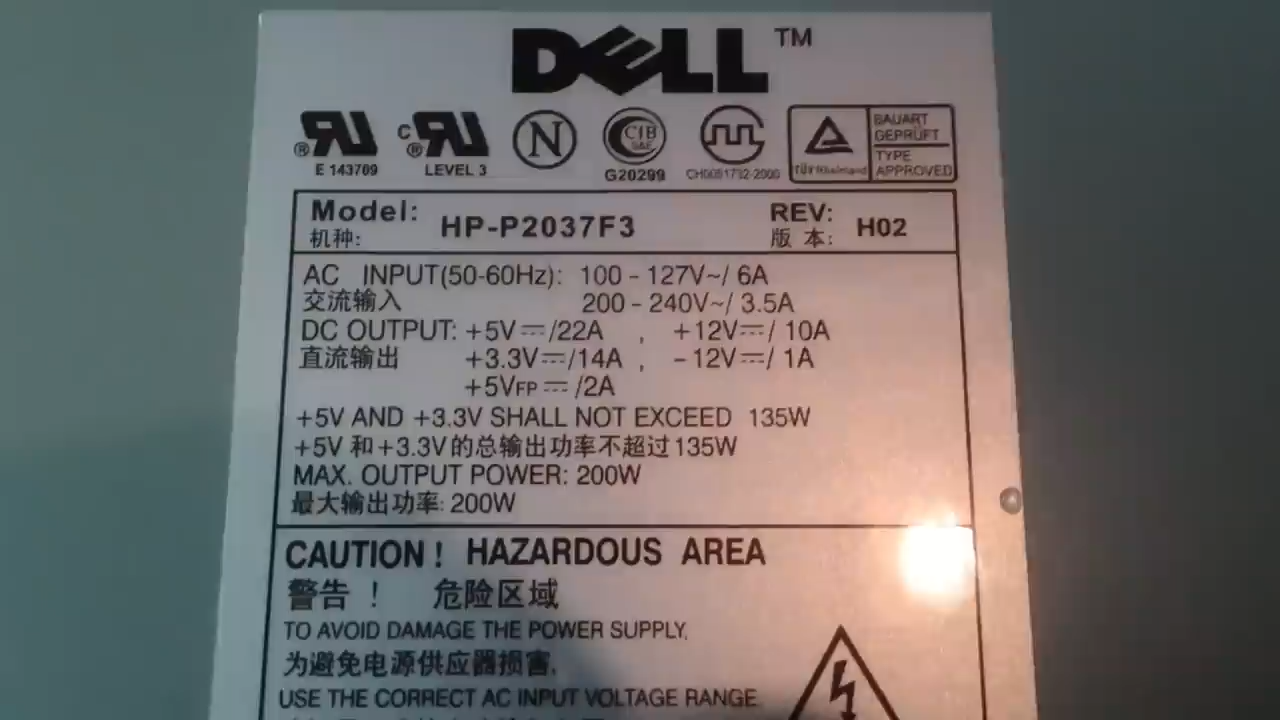 DELL™
RU
®
E 143709
C RU
®
LEVEL 3
N
CIB
SAE
G20299
CH0051732-2000
TÜVRheinland
BAUART
GEPRÜFT
TYPE
APPROVED
Model: HP-P2037F3 REV: H02
机种: 版 本:
AC INPUT(50-60Hz): 100 - 127V~/ 6A
交流输入 200 - 240V~/ 3.5A
DC OUTPUT: +5V⎓/22A , +12V⎓/ 10A
直流输出 +3.3V⎓/14A , -12V⎓/ 1A
+5VFP⎓/2A
+5V AND +3.3V SHALL NOT EXCEED 135W
+5V 和+3.3V的总输出功率不超过135W
MAX. OUTPUT POWER: 200W
最大输出功率: 200W
CAUTION ! HAZARDOUS AREA
警告 ! 危险区域
TO AVOID DAMAGE THE POWER SUPPLY,
为避免电源供应器损害,
USE THE CORRECT AC INPUT VOLTAGE RANGE